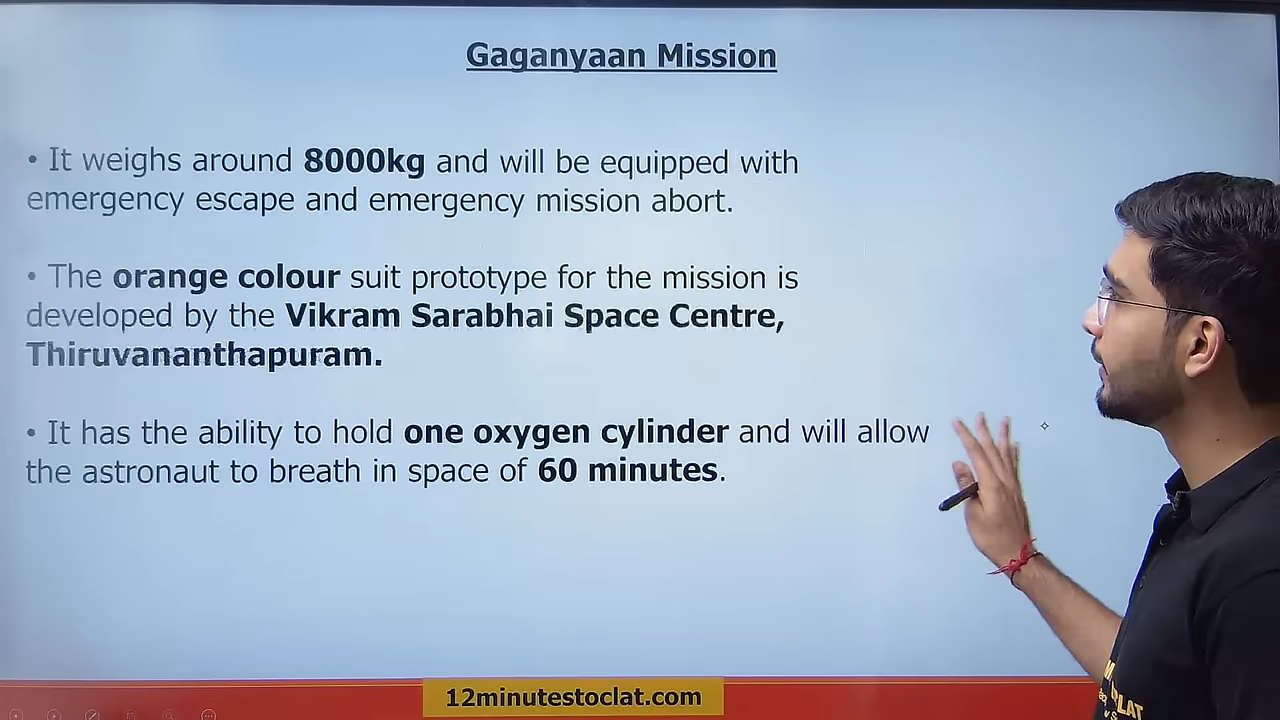 Gaganyaan Mission
• It weighs around 8000kg and will be equipped with
emergency escape and emergency mission abort.
• The orange colour suit prototype for the mission is
developed by the Vikram Sarabhai Space Centre,
Thiruvananthapuram.
• It has the ability to hold one oxygen cylinder and will allow
the astronaut to breath in space of 60 minutes.
12minutestoclat.com
LAT